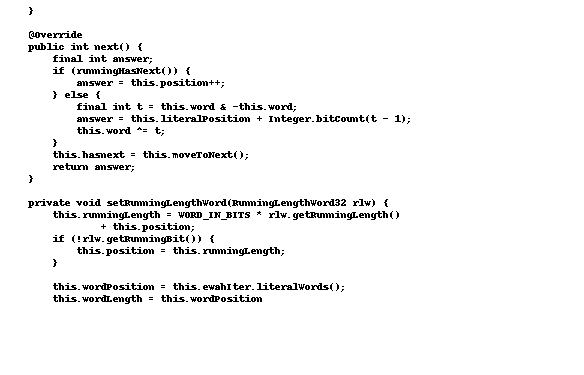 }
@Override
public int next() {
final int answer;
if (runningHasNext()) {
answer = this.position++;
} else {
final int t = this.word & -this.word;
answer = this.literalPosition + Integer.bitCount(t - 1);
this.word ^= t;
}
this.hasnext = this.moveToNext();
return answer;
}
private void setRunningLengthWord(RunningLengthWord32 rlw) {
this.runningLength = WORD_IN_BITS * rlw.getRunningLength()
+ this.position;
if (!rlw.getRunningBit()) {
this.position = this.runningLength;
}
this.wordPosition = this.ewahIter.literalWords();
this.wordLength = this.wordPosition